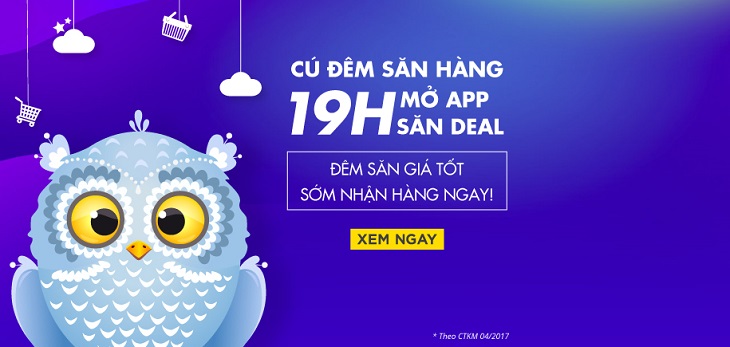 CÚ ĐÊM SĂN HÀNG
19H MỞ APP
SĂN DEAL
ĐÊM SĂN GIÁ TỐT
SỚM NHẬN HÀNG NGAY!
XEM NGAY
* Theo CTKM 04/2017